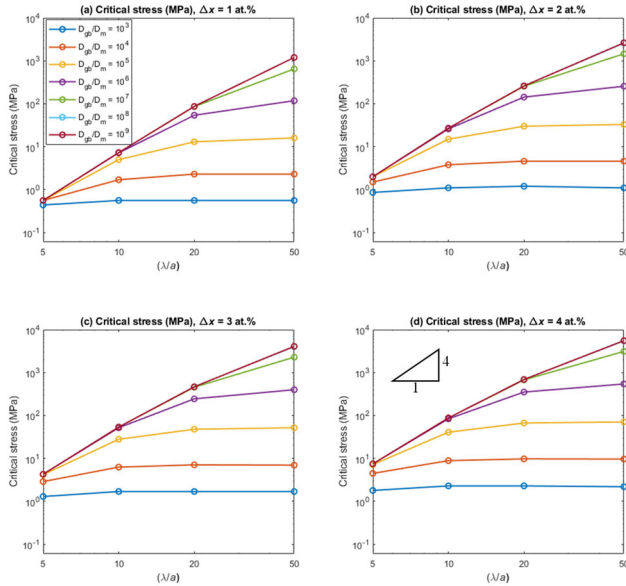 (a) Critical stress (MPa), Δx = 1 at.%
10^4
10^3
10^2
10^1
10^0
10^-1
Critical stress (MPa)
D_gb/D_m = 10^3
D_gb/D_m = 10^4
D_gb/D_m = 10^5
D_gb/D_m = 10^6
D_gb/D_m = 10^7
D_gb/D_m = 10^8
D_gb/D_m = 10^9
5 10 20 50
(λ/a)
(b) Critical stress (MPa), Δx = 2 at.%
10^4
10^3
10^2
10^1
10^0
10^-1
Critical stress (MPa)
5 10 20 50
(λ/a)
(c) Critical stress (MPa), Δx = 3 at.%
10^4
10^3
10^2
10^1
10^0
10^-1
Critical stress (MPa)
5 10 20 50
(λ/a)
(d) Critical stress (MPa), Δx = 4 at.%
10^4
10^3
10^2
10^1
10^0
10^-1
Critical stress (MPa)
4
1
5 10 20 50
(λ/a)